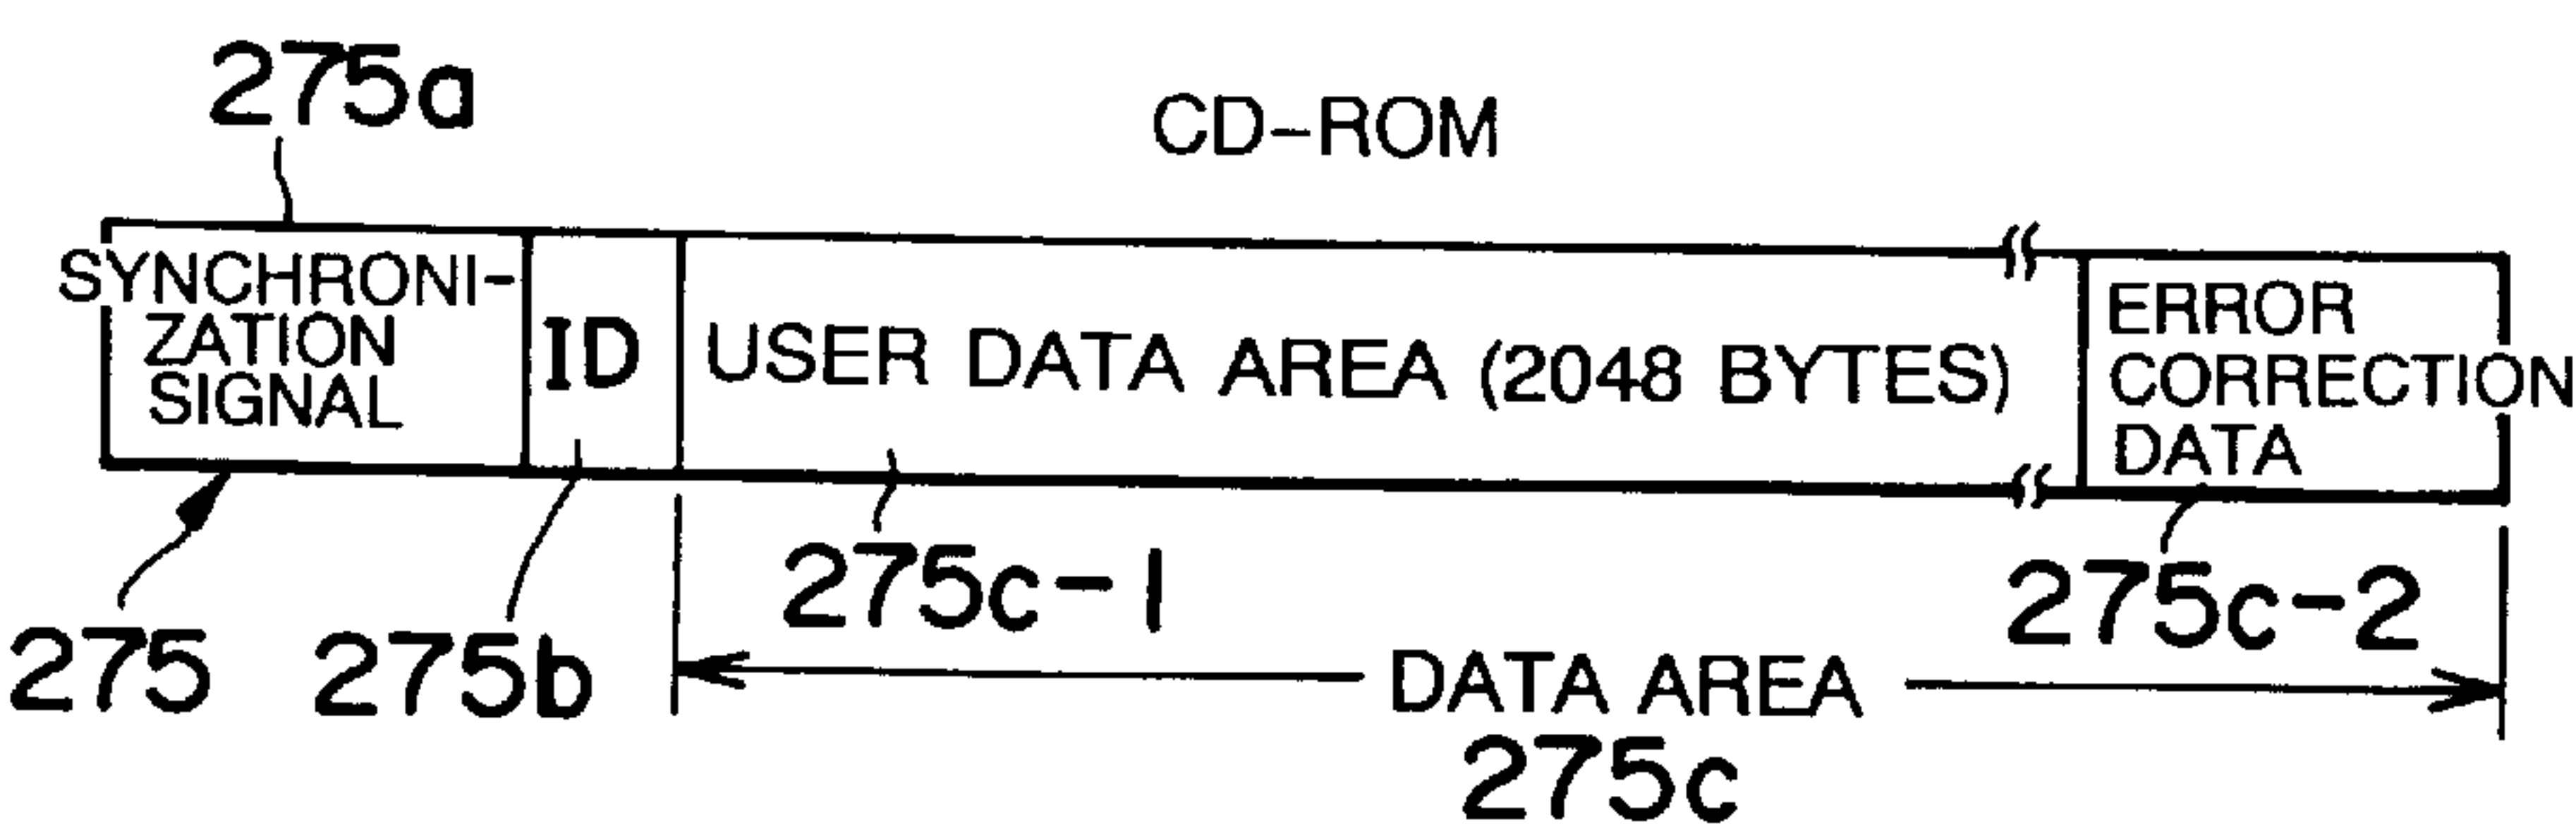 275a
CD-ROM
SYNCHRONI-
ZATION
SIGNAL
ID
USER DATA AREA (2048 BYTES)
ERROR
CORRECTION
DATA
275
275b
275c-1
275c-2
DATA AREA
275c